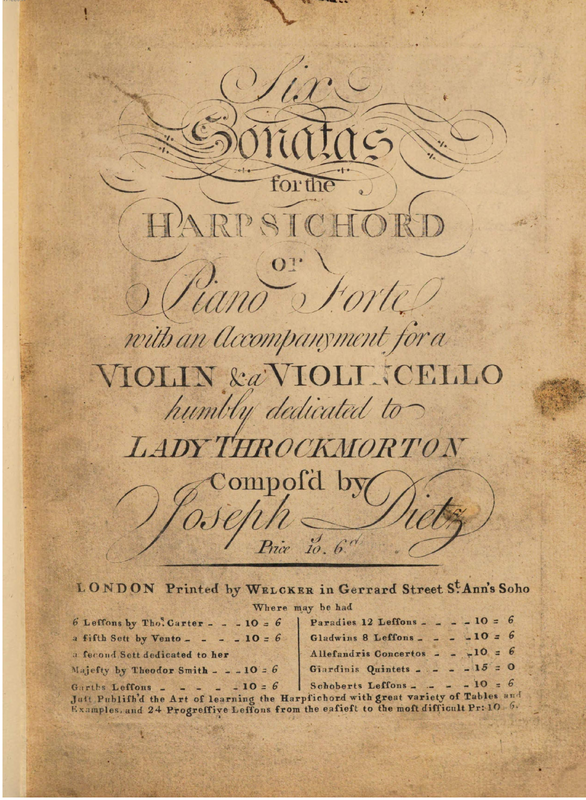 Six
Sonatas
for the
HARPSICHORD
or
Piano Forte
with an Accompanyment for a
VIOLIN & a VIOLINCELLO
humbly dedicated to
LADY THROCKMORTON
Compos'd by
Joseph Dietz
Price 10.s 6.d
LONDON Printed by WELCKER in Gerrard Street St. Ann's Soho
Where may be had
6 Leſsons by Thos. Carter - - - 10 = 6
a fifth Sett by Vento - - - - 10 = 6
a second Sett dedicated to her
Majeſty by Theodor Smith - - - 10 = 6
Garths Leſsons - - - - - 10 = 6
Paradies 12 Leſsons - - - - 10 = 6
Gladwins 8 Leſsons - - - - 10 = 6
Alleſandris Concertos - - - 10 = 6
Giardinis Quintets - - - - 15 = 0
Schoberts Leſsons - - - - 10 = 6
Juſt Publiſh'd the Art of learning the Harpſichord with great variety of Tables and
Examples. and 24 Progreſsive Leſsons from the eaſieſt to the moſt difficult Pr: 10 - 6